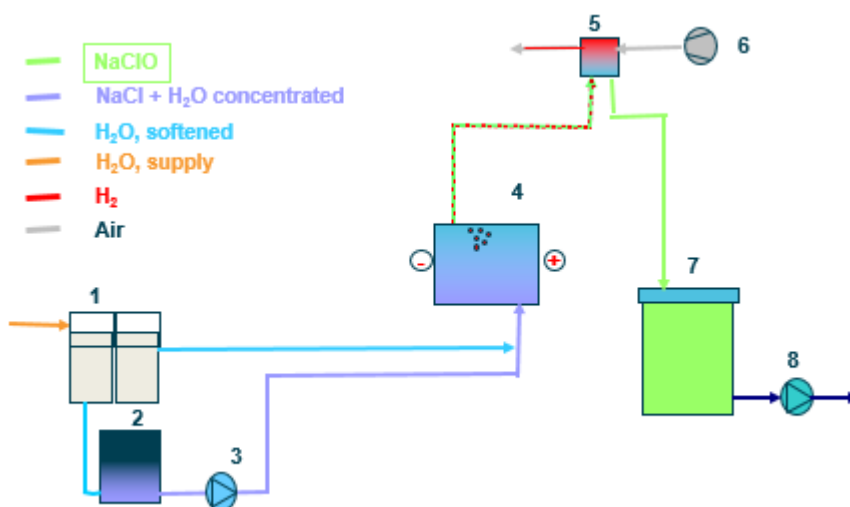 NaClO
NaCl + H₂O concentrated
H₂O, softened
H₂O, supply
H₂
Air
5
6
4
- +
7
1
8
2
3